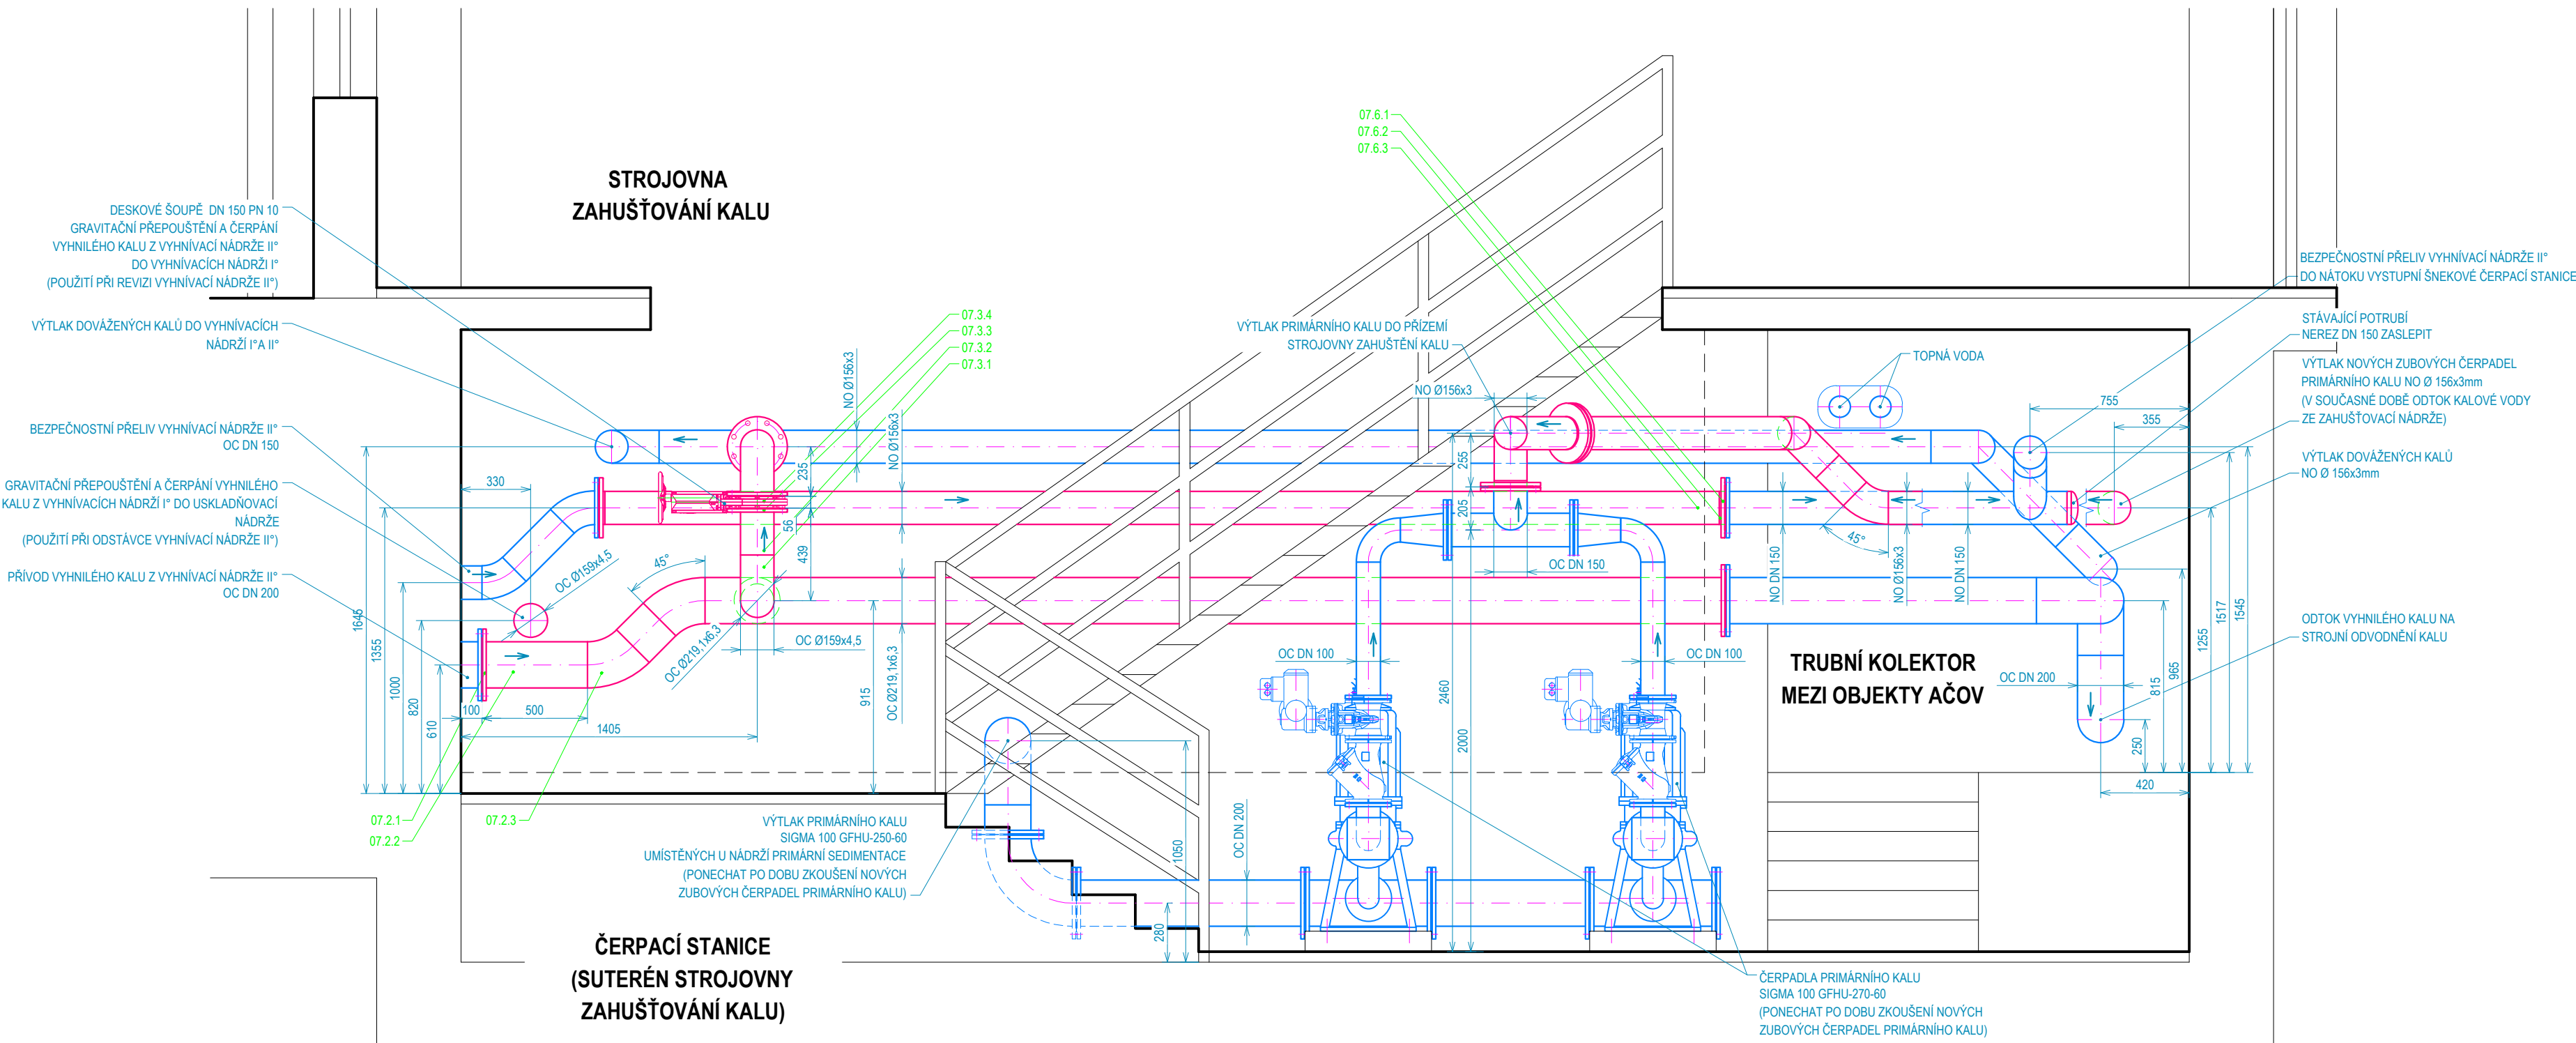 STROJOVNA
ZAHUŠŤOVÁNÍ KALU
DESKOVÉ ŠOUPĚ DN 150 PN 10
GRAVITAČNÍ PŘEPOUŠTĚNÍ A ČERPÁNÍ
VYHNILÉHO KALU Z VYHNÍVACÍ NÁDRŽE II°
DO VYHNÍVACÍCH NÁDRŽI I°
(POUŽITÍ PŘI REVIZI VYHNÍVACÍ NÁDRŽE II°)
VÝTLAK DOVÁŽENÝCH KALŮ DO VYHNÍVACÍCH
NÁDRŽÍ I°A II°
BEZPEČNOSTNÍ PŘELIV VYHNÍVACÍ NÁDRŽE II°
OC DN 150
GRAVITAČNÍ PŘEPOUŠTĚNÍ A ČERPÁNÍ VYHNILÉHO
KALU Z VYHNÍVACÍCH NÁDRŽÍ I° DO USKLADŇOVACÍ
NÁDRŽE
(POUŽITÍ PŘI ODSTÁVCE VYHNÍVACÍ NÁDRŽE II°)
PŘÍVOD VYHNILÉHO KALU Z VYHNÍVACÍ NÁDRŽE II°
OC DN 200
07.3.4
07.3.3
07.3.2
07.3.1
07.6.1
07.6.2
07.6.3
VÝTLAK PRIMÁRNÍHO KALU DO PŘÍZEMÍ
STROJOVNY ZAHUŠTĚNÍ KALU
NO Ø156x3
TOPNÁ VODA
BEZPEČNOSTNÍ PŘELIV VYHNÍVACÍ NÁDRŽE II°
DO NÁTOKU VYSTUPNÍ ŠNEKOVÉ ČERPACÍ STANICE
STÁVAJÍCÍ POTRUBÍ
NEREZ DN 150 ZASLEPIT
VÝTLAK NOVÝCH ZUBOVÝCH ČERPADEL
PRIMÁRNÍHO KALU NO Ø 156x3mm
(V SOUČASNÉ DOBĚ ODTOK KALOVÉ VODY
ZE ZAHUŠŤOVACÍ NÁDRŽE)
VÝTLAK DOVÁŽENÝCH KALŮ
NO Ø 156x3mm
ODTOK VYHNILÉHO KALU NA
STROJNÍ ODVODNĚNÍ KALU
755
355
NO Ø156x3
NO Ø156x3
235
56
439
330
OC Ø159x4,5
45°
OC Ø219,1x6,3
OC Ø159x4,5
OC Ø219,1x6,3
915
1645
1355
1000
820
610
100
500
1405
255
205
OC DN 150
OC DN 100
OC DN 100
2460
2000
45°
NO DN 150
NO Ø156x3
NO DN 150
TRUBNÍ KOLEKTOR
MEZI OBJEKTY AČOV
OC DN 200
250
420
815
965
1255
1517
1545
07.2.1
07.2.2
07.2.3
VÝTLAK PRIMÁRNÍHO KALU
SIGMA 100 GFHU-250-60
UMÍSTĚNÝCH U NÁDRŽÍ PRIMÁRNÍ SEDIMENTACE
(PONECHAT PO DOBU ZKOUŠENÍ NOVÝCH
ZUBOVÝCH ČERPADEL PRIMÁRNÍHO KALU)
1050
280
OC DN 200
ČERPACÍ STANICE
(SUTERÉN STROJOVNY
ZAHUŠŤOVÁNÍ KALU)
ČERPADLA PRIMÁRNÍHO KALU
SIGMA 100 GFHU-270-60
(PONECHAT PO DOBU ZKOUŠENÍ NOVÝCH
ZUBOVÝCH ČERPADEL PRIMÁRNÍHO KALU)